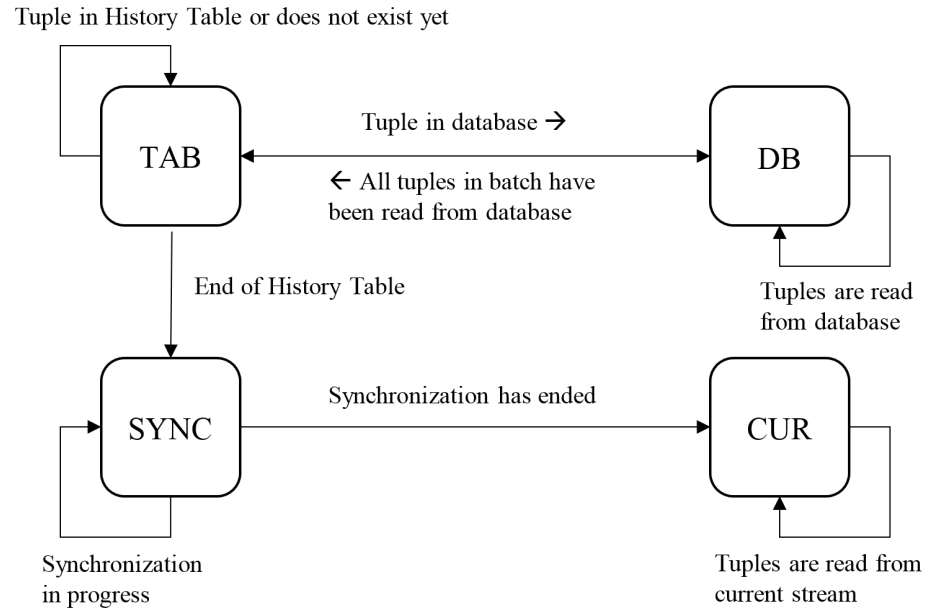 Tuple in History Table or does not exist yet
TAB
Tuple in database →
← All tuples in batch have
been read from database
DB
Tuples are read
from database
End of History Table
SYNC
Synchronization has ended
CUR
Synchronization
in progress
Tuples are read from
current stream